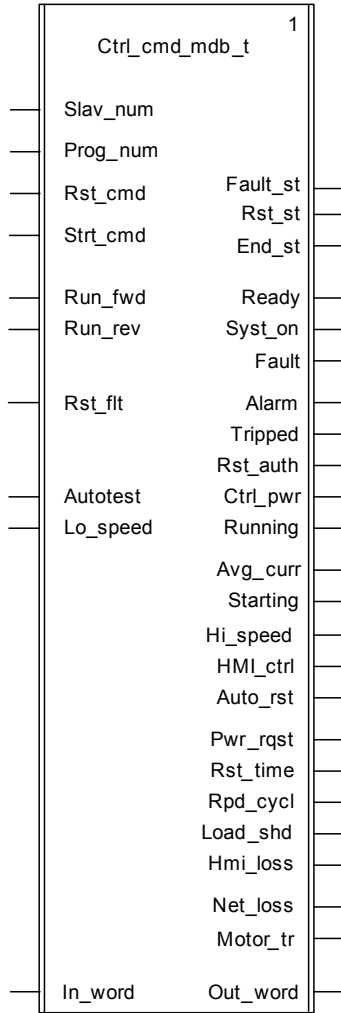 1
Ctrl_cmd_mdb_t
Slav_num
Prog_num
Rst_cmd Fault_st
Rst_st
Strt_cmd End_st
Run_fwd Ready
Run_rev Syst_on
Fault
Rst_flt Alarm
Tripped
Rst_auth
Autotest Ctrl_pwr
Lo_speed Running
Avg_curr
Starting
Hi_speed
HMI_ctrl
Auto_rst
Pwr_rqst
Rst_time
Rpd_cycl
Load_shd
Hmi_loss
Net_loss
Motor_tr
In_word Out_word